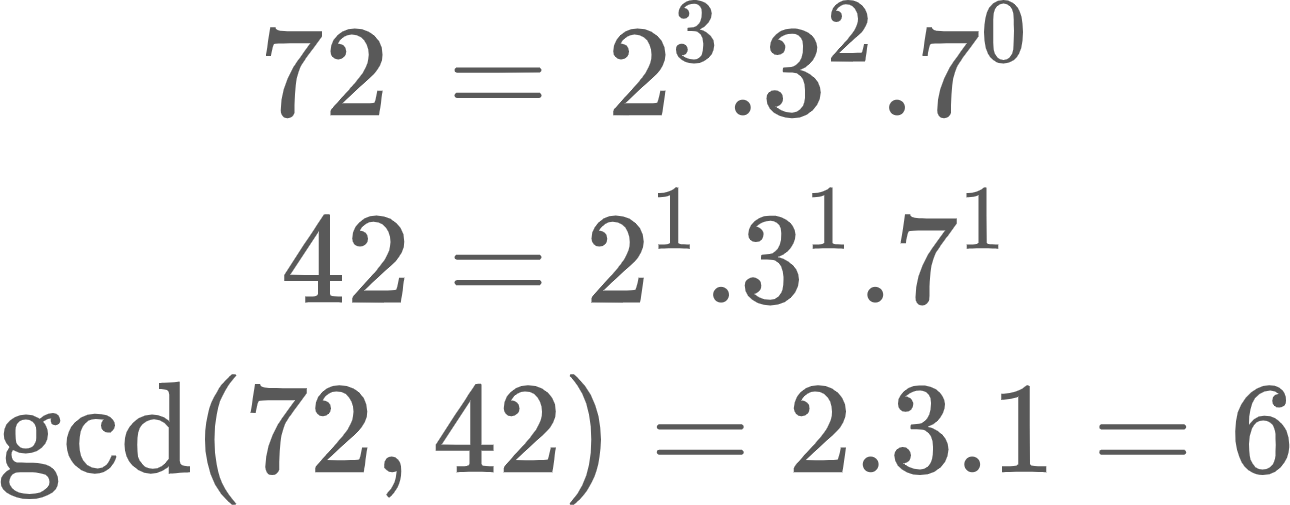 72 = 2³.3².7⁰
42 = 2¹.3¹.7¹
gcd(72, 42) = 2.3.1 = 6